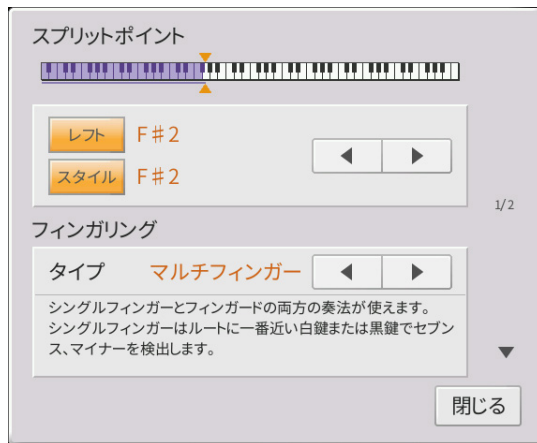 スプリットポイント
レフト F♯2
スタイル F♯2
1/2
フィンガリング
タイプ マルチフィンガー
シングルフィンガーとフィンガードの両方の奏法が使えます。
シングルフィンガーはルートに一番近い白鍵または黒鍵でセブン
ス、マイナーを検出します。
閉じる